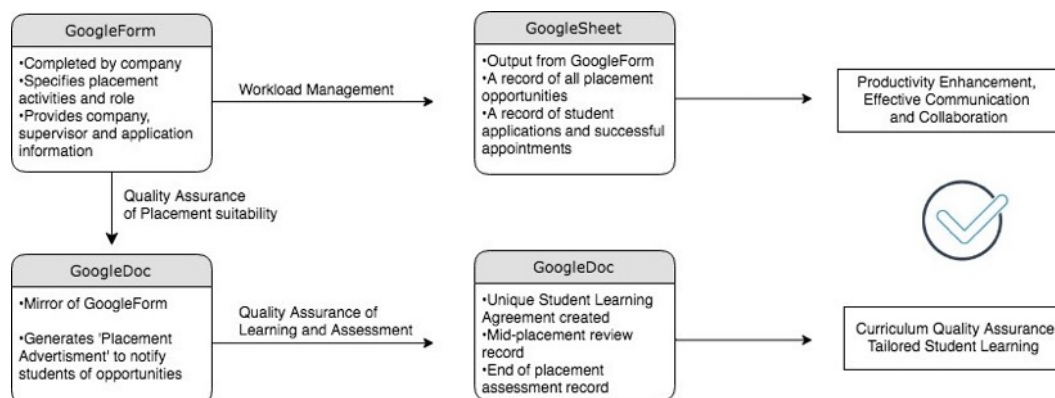 GoogleForm
•Completed by company
•Specifies placement
activities and role
•Provides company,
supervisor and application
information
Workload Management
GoogleSheet
•Output from GoogleForm
•A record of all placement
opportunities
•A record of student
applications and successful
appointments
Productivity Enhancement,
Effective Communication
and Collaboration
Quality Assurance
of Placement suitability
GoogleDoc
•Mirror of GoogleForm
•Generates 'Placement
Advertisment' to notify
students of opportunities
Quality Assurance of
Learning and Assessment
GoogleDoc
•Unique Student Learning
Agreement created
•Mid-placement review
record
•End of placement
assessment record
Curriculum Quality Assurance
Tailored Student Learning